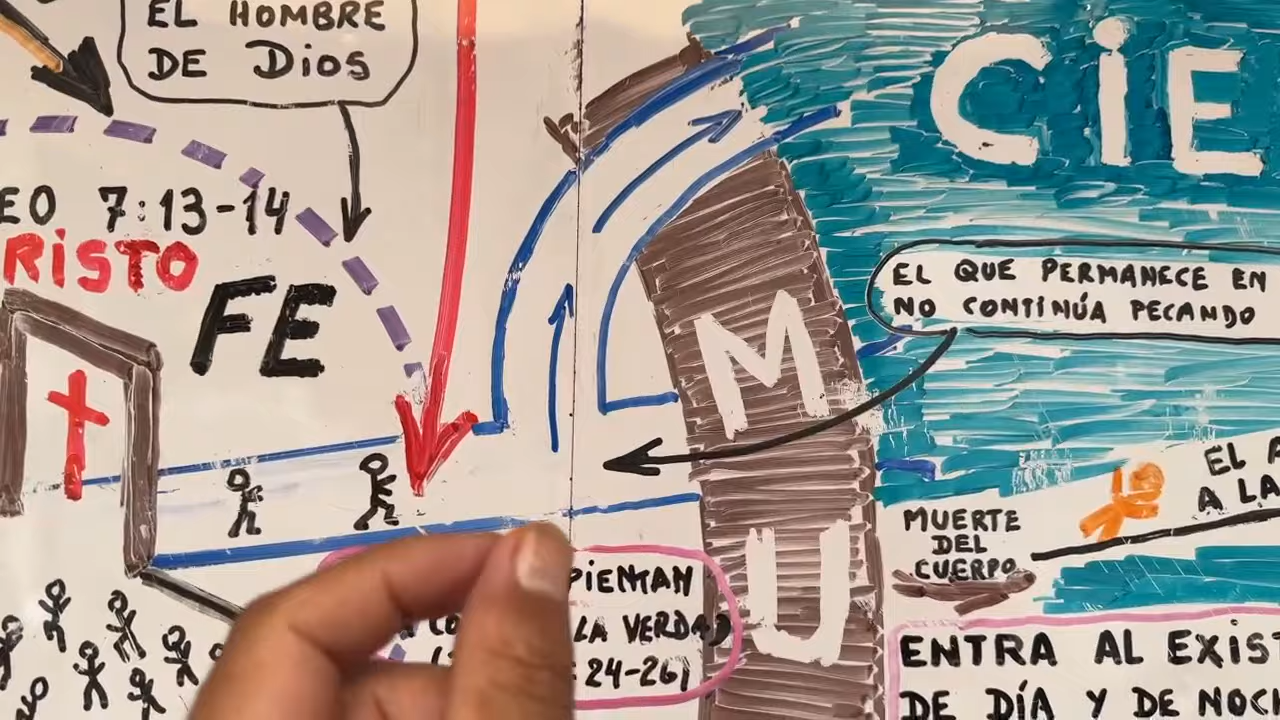 EL HOMBRE
DE Dios
EO 7:13-14
RiSTO
FE
CiE
EL QUE PERMANECE EN
NO CONTINÚA PECANDO
M
U
EL A
A LA
MUERTE
DEL
CUERPO
PIENTAN
LA VERDAD
24-26)
ENTRA AL EXIST
DE DÍA Y DE NOCH